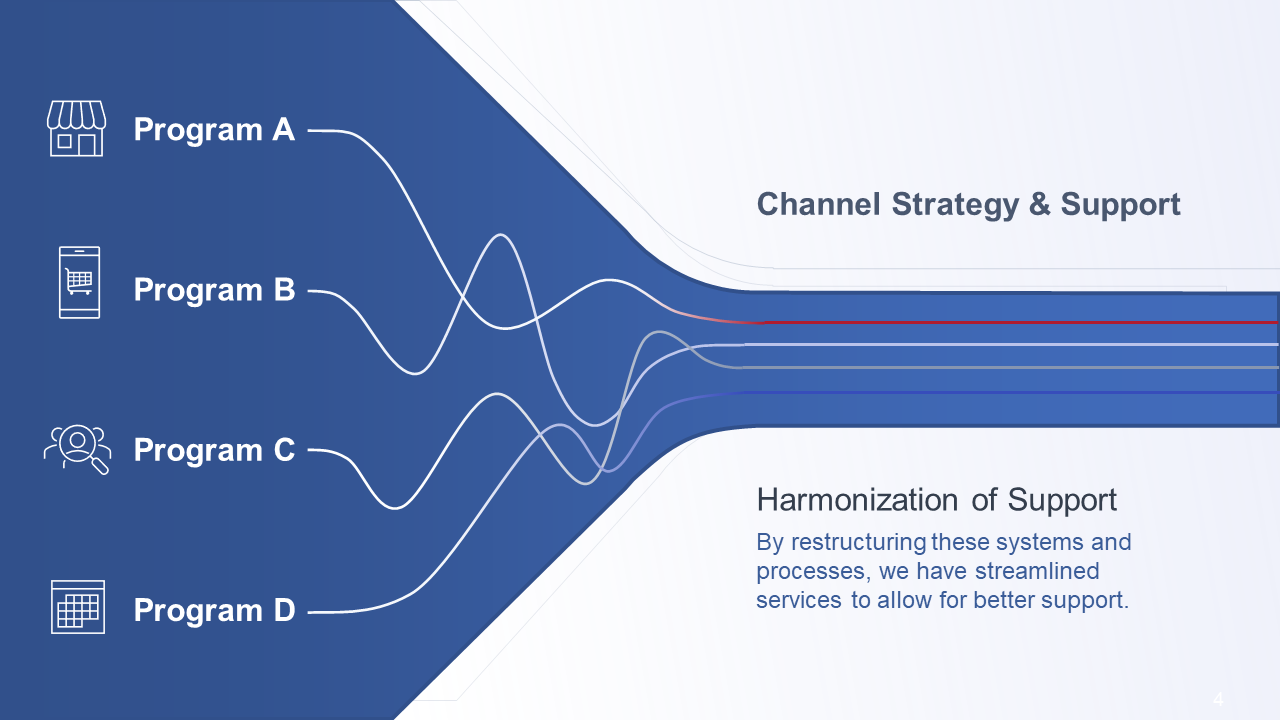 Program A
Program B
Program C
Program D
Channel Strategy & Support
Harmonization of Support
By restructuring these systems and
processes, we have streamlined
services to allow for better support.
4